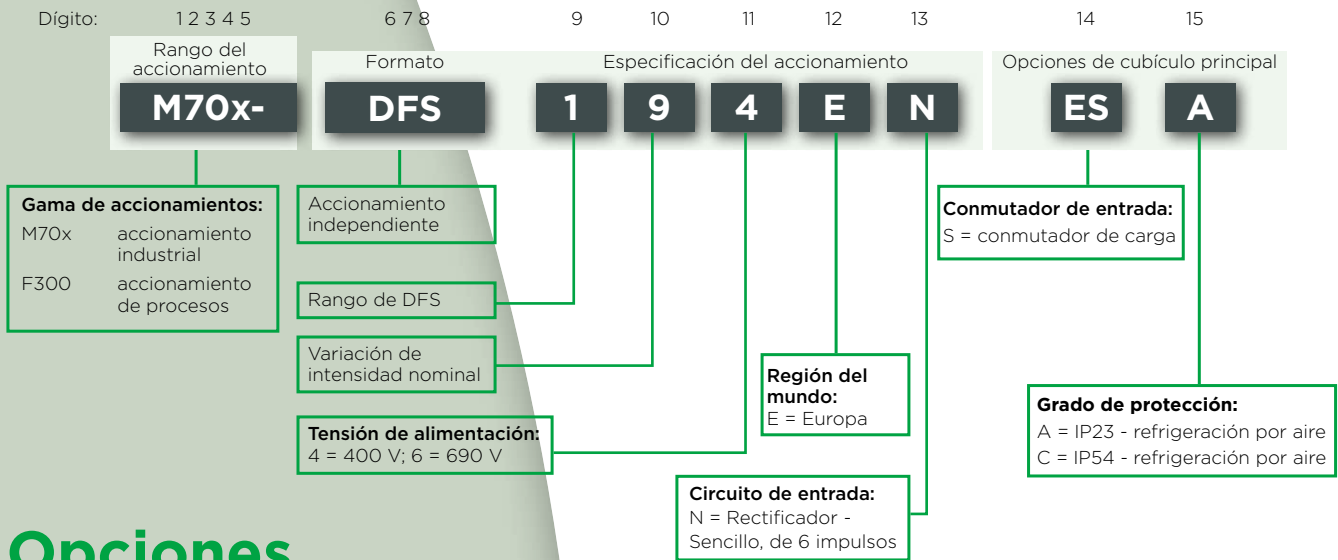 Dígito: 1 2 3 4 5 6 7 8 9 10 11 12 13 14 15
Rango del
accionamiento
Formato
Especificación del accionamiento
Opciones de cubículo principal
M70x- DFS 1 9 4 E N ES A
Gama de accionamientos:
M70x accionamiento
industrial
F300 accionamiento
de procesos
Accionamiento
independiente
Rango de DFS
Variación de
intensidad nominal
Tensión de alimentación:
4 = 400 V; 6 = 690 V
Región del
mundo:
E = Europa
Circuito de entrada:
N = Rectificador -
Sencillo, de 6 impulsos
Conmutador de entrada:
S = conmutador de carga
Grado de protección:
A = IP23 - refrigeración por aire
C = IP54 - refrigeración por aire
Opciones